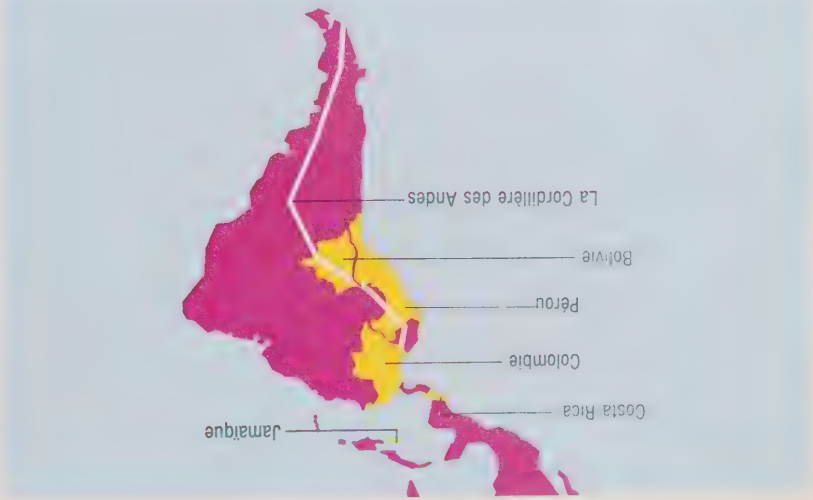 Jamaïque
Costa Rica
Colombie
Pérou
Bolivie
La Cordillère des Andes